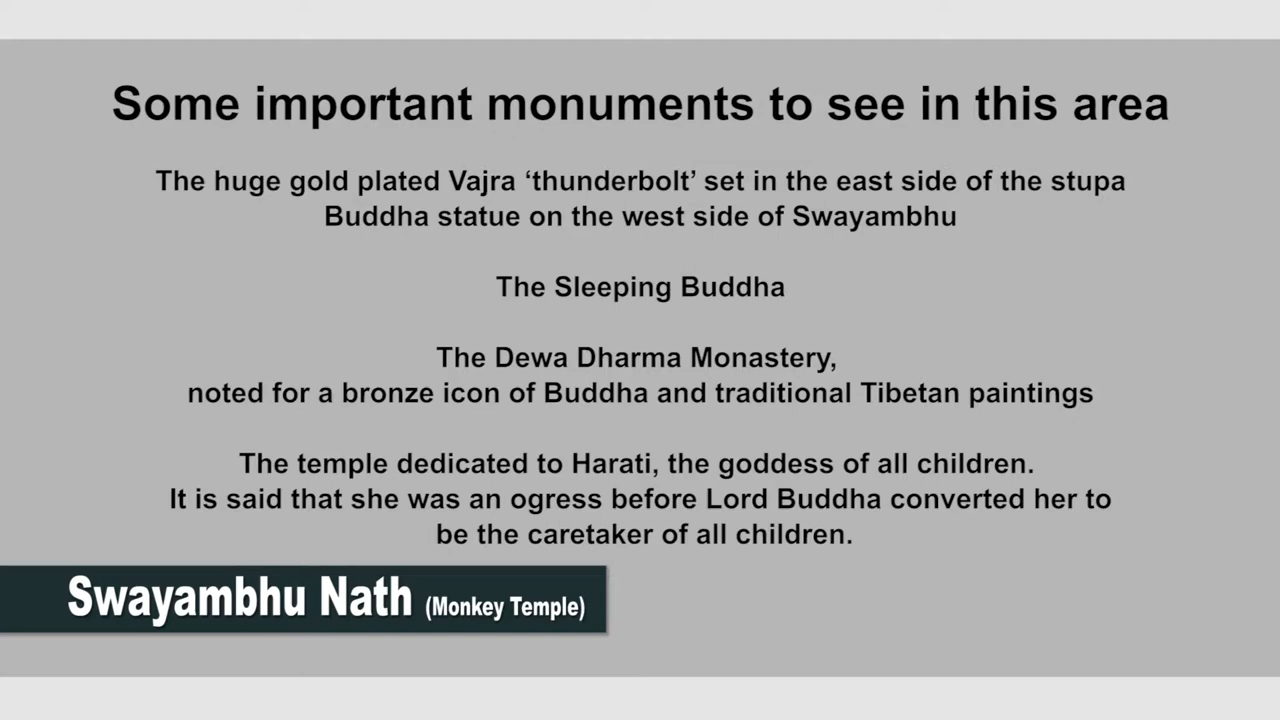 Some important monuments to see in this area
The huge gold plated Vajra ‘thunderbolt’ set in the east side of the stupa
Buddha statue on the west side of Swayambhu
The Sleeping Buddha
The Dewa Dharma Monastery,
noted for a bronze icon of Buddha and traditional Tibetan paintings
The temple dedicated to Harati, the goddess of all children.
It is said that she was an ogress before Lord Buddha converted her to
be the caretaker of all children.
Swayambhu Nath (Monkey Temple)